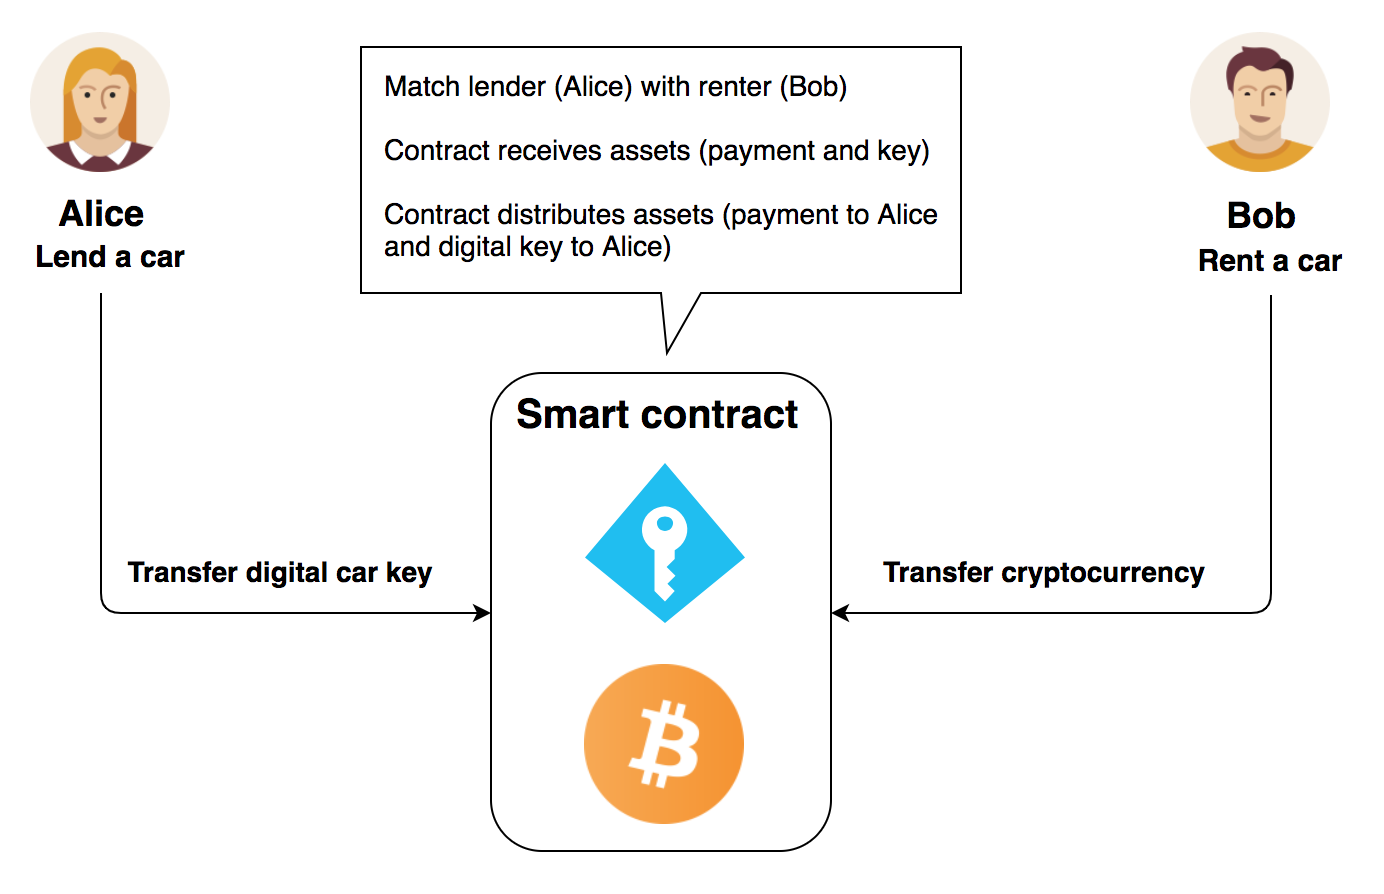 Match lender (Alice) with renter (Bob)
Contract receives assets (payment and key)
Contract distributes assets (payment to Alice
and digital key to Alice)
Alice
Lend a car
Bob
Rent a car
Smart contract
Transfer digital car key
Transfer cryptocurrency